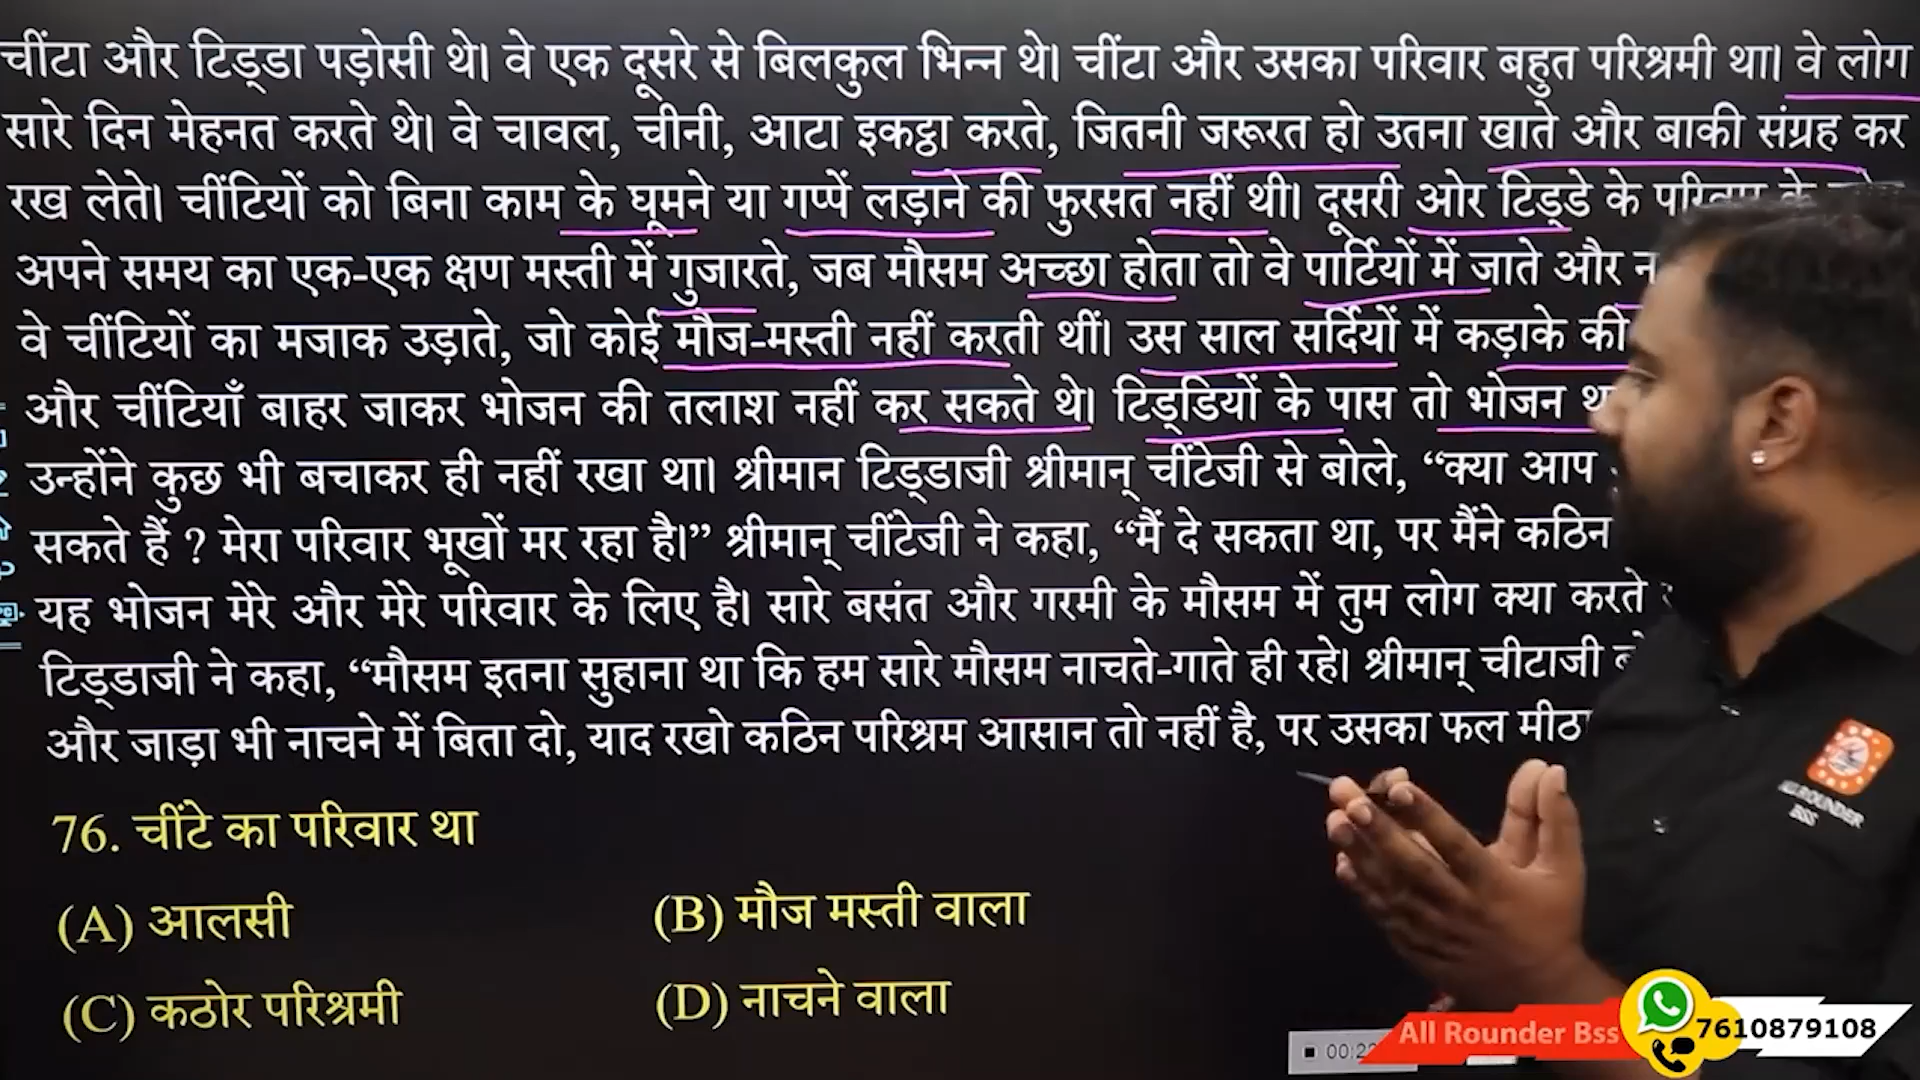 चींटा और टिड्डा पड़ोसी थे। वे एक दूसरे से बिलकुल भिन्न थे। चींटा और उसका परिवार बहुत परिश्रमी था। वे लोग
सारे दिन मेहनत करते थे। वे चावल, चीनी, आटा इकट्ठा करते, जितनी जरूरत हो उतना खाते और बाकी संग्रह कर
रख लेते। चींटियों को बिना काम के घूमने या गप्पें लड़ाने की फुरसत नहीं थी। दूसरी ओर टिड्डे के
अपने समय का एक-एक क्षण मस्ती में गुजारते, जब मौसम अच्छा होता तो वे पार्टियों में जाते और
वे चींटियों का मजाक उड़ाते, जो कोई मौज-मस्ती नहीं करती थीं। उस साल सर्दियों में कड़ाके की
और चींटियाँ बाहर जाकर भोजन की तलाश नहीं कर सकते थे। टिड्डियों के पास तो भोजन
उन्होंने कुछ भी बचाकर ही नहीं रखा था। श्रीमान टिड्डाजी श्रीमान् चींटेजी से बोले, “क्या आप
सकते हैं ? मेरा परिवार भूखों मर रहा है।” श्रीमान् चींटेजी ने कहा, “मैं दे सकता था, पर मैंने कठिन
यह भोजन मेरे और मेरे परिवार के लिए है। सारे बसंत और गरमी के मौसम में तुम लोग क्या करते
टिड्डाजी ने कहा, “मौसम इतना सुहाना था कि हम सारे मौसम नाचते-गाते ही रहे। श्रीमान् चीटाजी
और जाड़ा भी नाचने में बिता दो, याद रखो कठिन परिश्रम आसान तो नहीं है, पर उसका फल
76. चींटे का परिवार था
(A) आलसी
(B) मौज मस्ती वाला
(C) कठोर परिश्रमी
(D) नाचने वाला
ALLROUNDER
BSS
All Rounder Bss
7610879108